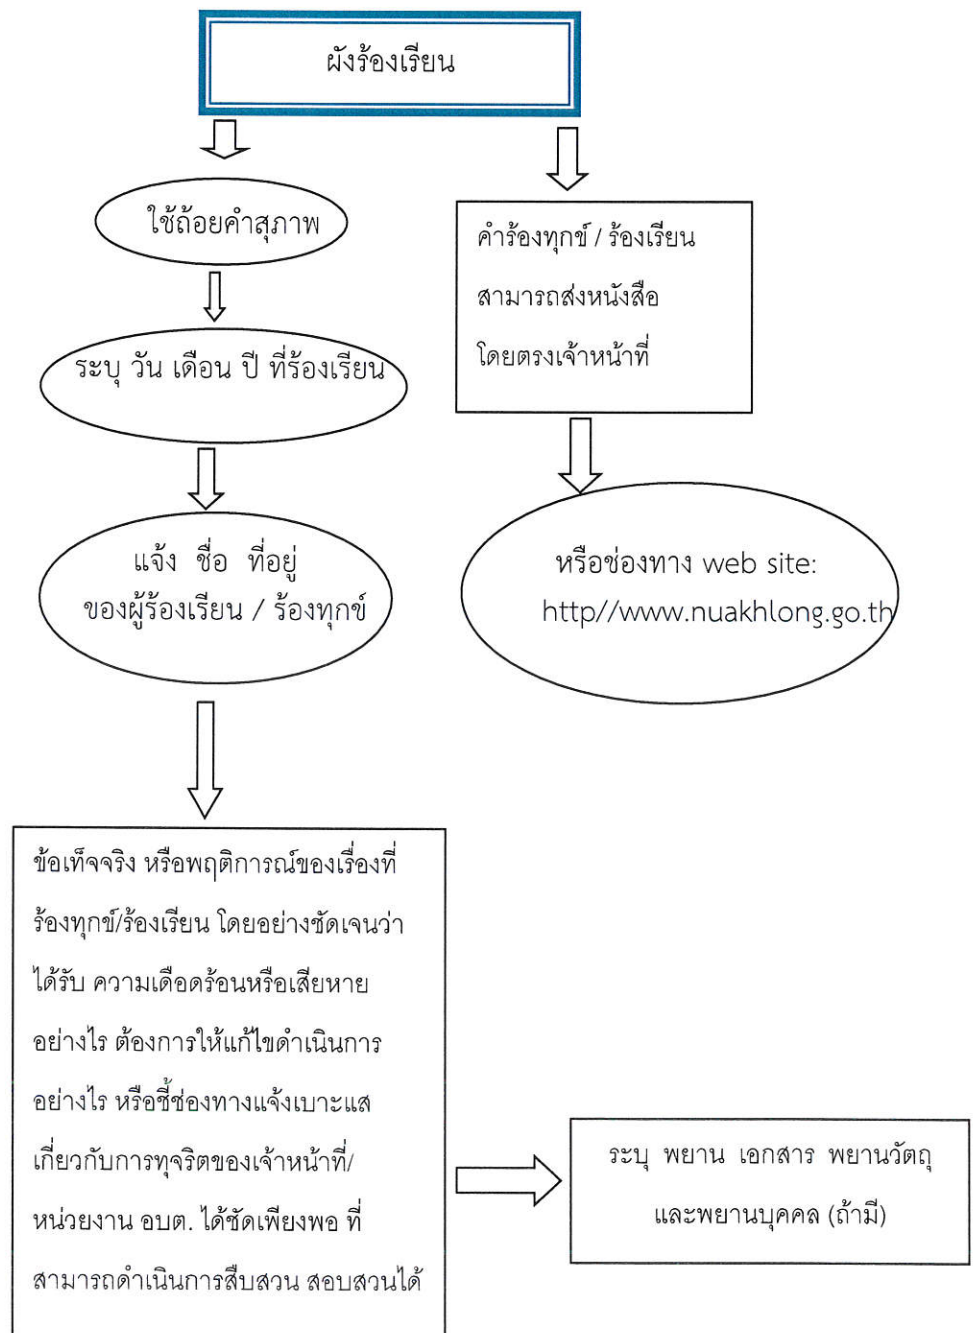 ผังร้องเรียน
ใช้ถ้อยคำสุภาพ
ระบุ วัน เดือน ปี ที่ร้องเรียน
แจ้ง ชื่อ ที่อยู่
ของผู้ร้องเรียน / ร้องทุกข์
คำร้องทุกข์ / ร้องเรียน
สามารถส่งหนังสือ
โดยตรงเจ้าหน้าที่
หรือช่องทาง web site:
http//www.nuakhlong.go.th
ข้อเท็จจริง หรือพฤติการณ์ของเรื่องที่
ร้องทุกข์/ร้องเรียน โดยอย่างชัดเจนว่า
ได้รับ ความเดือดร้อนหรือเสียหาย
อย่างไร ต้องการให้แก้ไขดำเนินการ
อย่างไร หรือชี้ช่องทางแจ้งเบาะแส
เกี่ยวกับการทุจริตของเจ้าหน้าที่/
หน่วยงาน อบต. ได้ชัดเพียงพอ ที่
สามารถดำเนินการสืบสวน สอบสวนได้
ระบุ พยาน เอกสาร พยานวัตถุ
และพยานบุคคล (ถ้ามี)